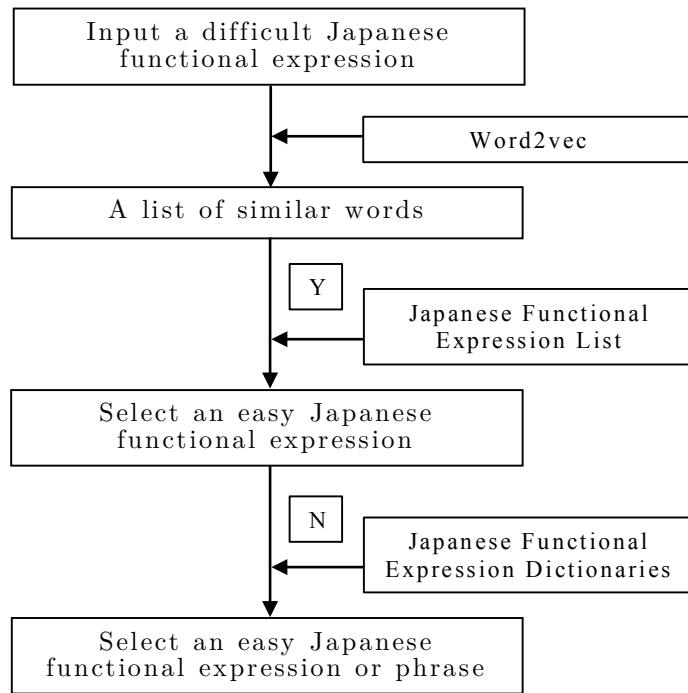 Input a difficult Japanese
functional expression
Word2vec
A list of similar words
Y
Japanese Functional
Expression List
Select an easy Japanese
functional expression
N
Japanese Functional
Expression Dictionaries
Select an easy Japanese
functional expression or phrase